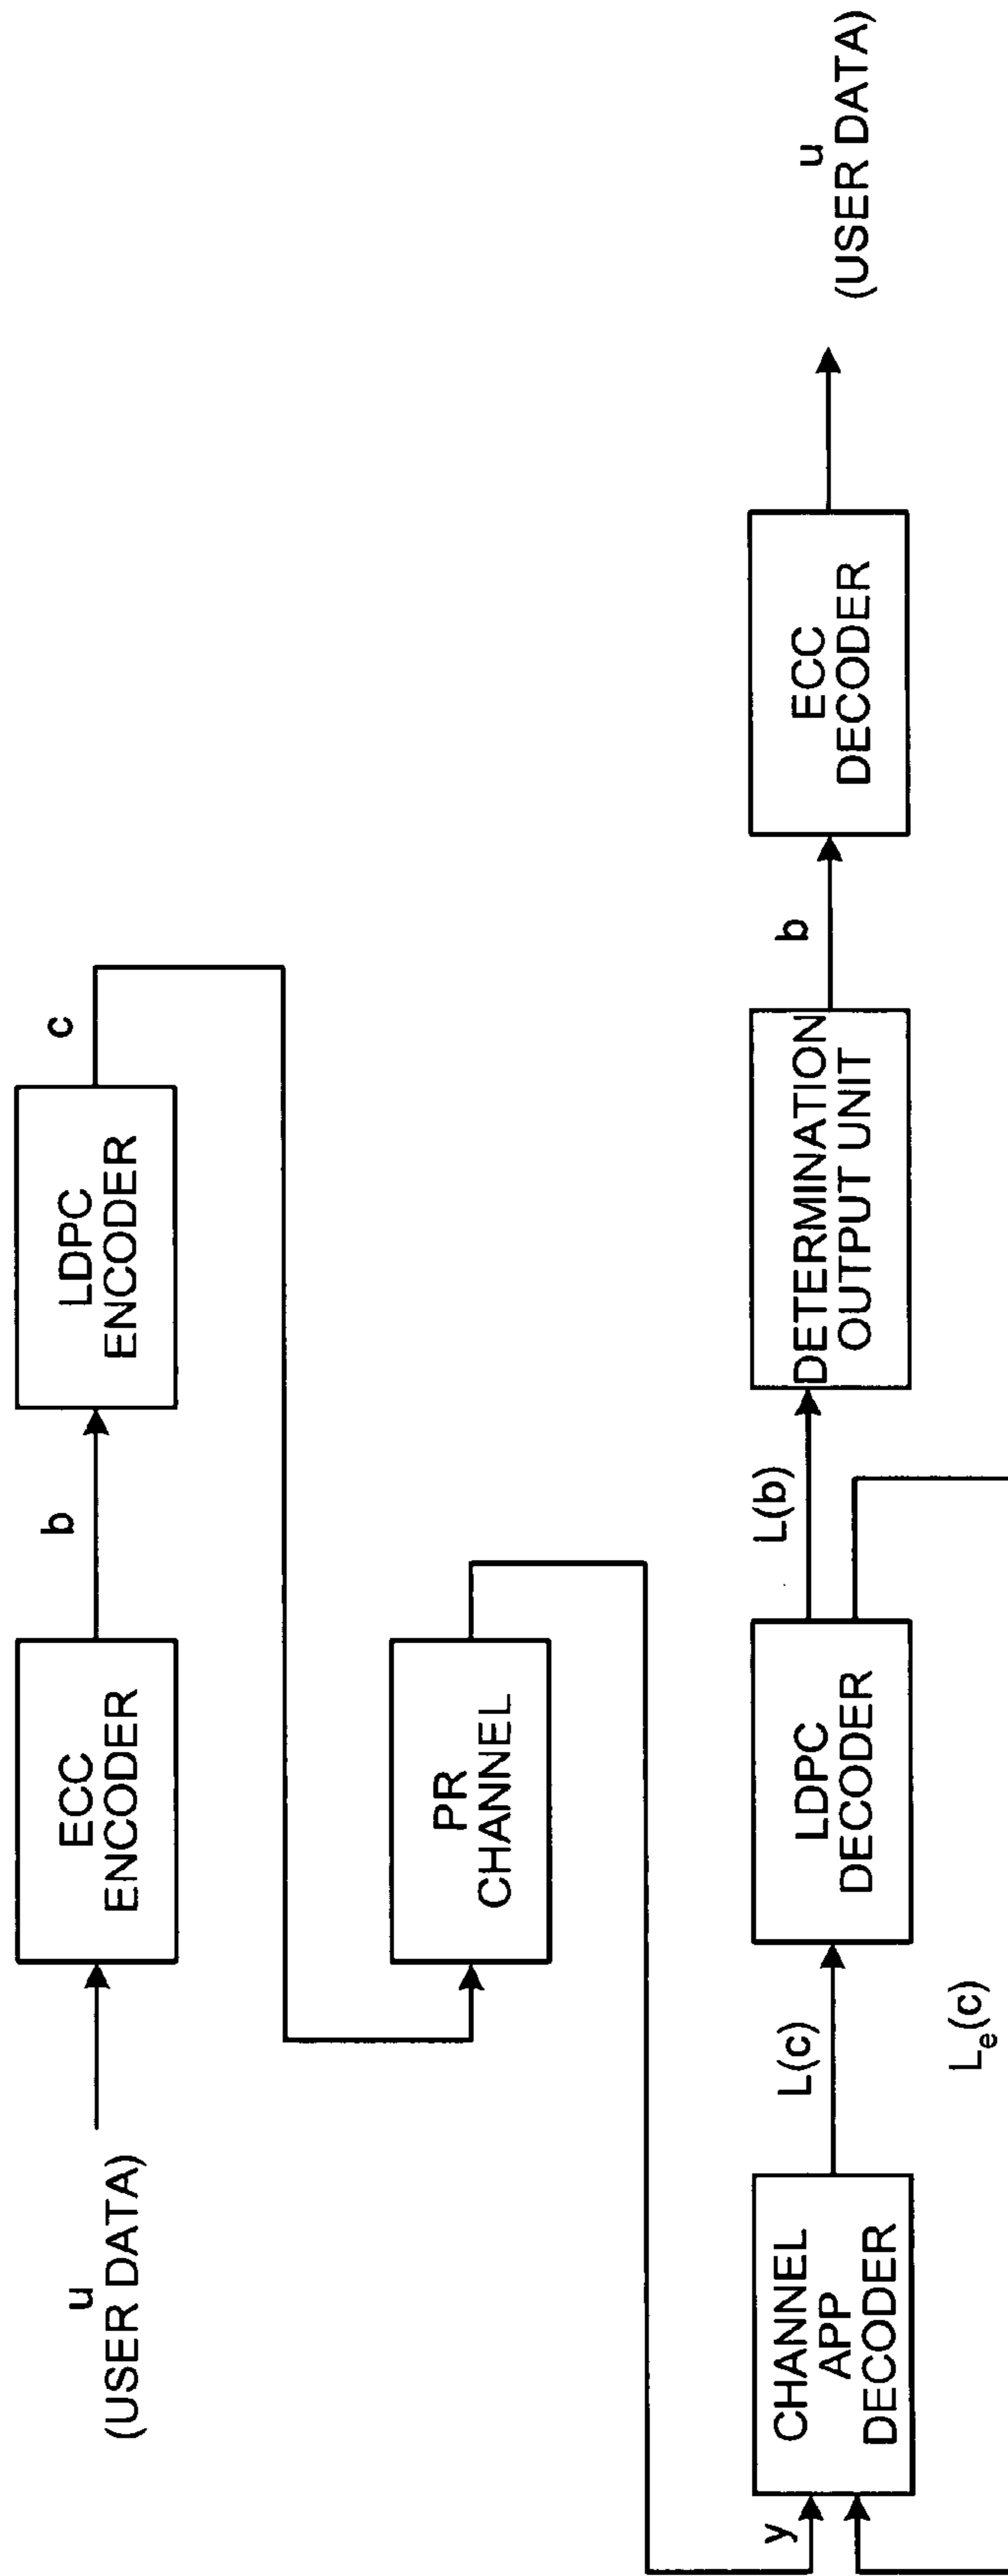 u
(USER DATA)
ECC
ENCODER
b
LDPC
ENCODER
c
PR
CHANNEL
y
CHANNEL
APP
DECODER
L(c)
LDPC
DECODER
L(b)
DETERMINATION
OUTPUT UNIT
b
ECC
DECODER
u
(USER DATA)
Le(c)